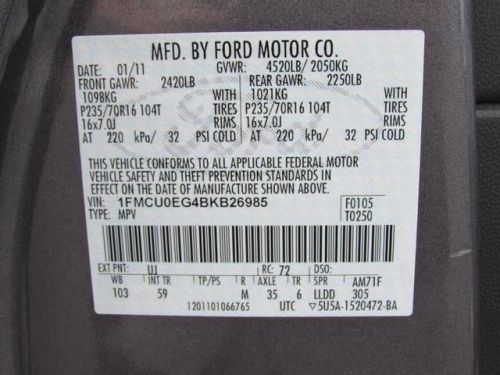 MFD. BY FORD MOTOR CO.
DATE: 01/11 GVWR: 4520LB/ 2050KG
FRONT GAWR: 2420LB REAR GAWR: 2250LB
1098KG WITH 1021KG WITH
P235/70R16 104T TIRES P235/70R16 104T TIRES
16x7.0J RIMS 16x7.0J RIMS
AT 220 kPa/ 32 PSI COLD AT 220 kPa/ 32 PSI COLD
THIS VEHICLE CONFORMS TO ALL APPLICABLE FEDERAL MOTOR
VEHICLE SAFETY AND THEFT PREVENTION STANDARDS IN EFFECT
ON THE DATE OF MANUFACTURE SHOWN ABOVE.
VIN: 1FMCU0EG4BKB26985 F0105
TYPE: MPV T0250
EXT PNT: UJ RC: 72 DSO:
WB INT TR TP/PS R AXLE TR SPR AM71F
103 59 M 35 6 LLDD 305
1201101066765 UTC ▽5U5A-1520472-BA